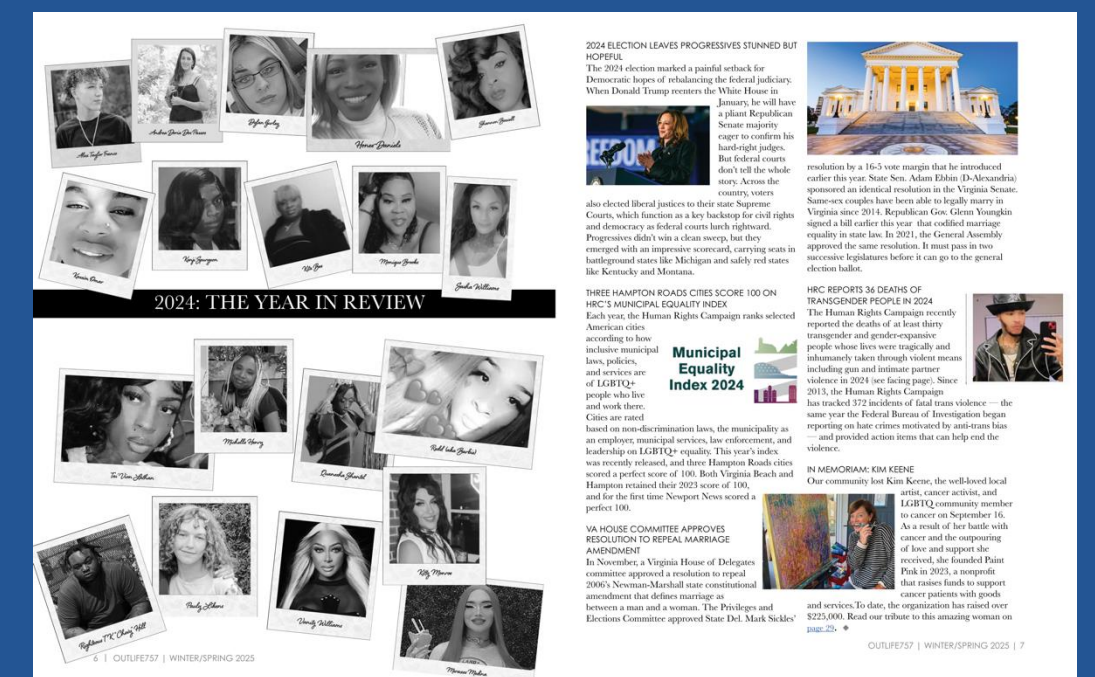 Alex Taylor Franco
Andrea Doria Dos Passos
Dylan Gurley
Honee Daniels
Shannon Boswell
Kassim Omar
Kenji Spurgeon
Kita Bee
Monique Brooks
Jasha Williams
2024: THE YEAR IN REVIEW
Tai'Vion Lathan
Michelle Henry
Quanesha Shantel
Redd (aka Barbie)
Righteous "TK" Chevy Hill
Pauly Likens
Vanity Williams
Kitty Monroe
Meraxes Medina
6 | OUTLIFE757 | WINTER/SPRING 2025
2024 ELECTION LEAVES PROGRESSIVES STUNNED BUT
HOPEFUL
The 2024 election marked a painful setback for
Democratic hopes of rebalancing the federal judiciary.
When Donald Trump reenters the White House in
January, he will have
a pliant Republican
Senate majority
eager to confirm his
hard-right judges.
But federal courts
don't tell the whole
story. Across the
country, voters
EEDOM
also elected liberal justices to their state Supreme
Courts, which function as a key backstop for civil rights
and democracy as federal courts lurch rightward.
Progressives didn't win a clean sweep, but they
emerged with an impressive scorecard, carrying seats in
battleground states like Michigan and safely red states
like Kentucky and Montana.
THREE HAMPTON ROADS CITIES SCORE 100 ON
HRC'S MUNICIPAL EQUALITY INDEX
Each year, the Human Rights Campaign ranks selected
American cities
according to how
inclusive municipal
laws, policies,
and services are
of LGBTQ+
people who live
and work there.
Cities are rated
Municipal
Equality
Index 2024
based on non-discrimination laws, the municipality as
an employer, municipal services, law enforcement, and
leadership on LGBTQ+ equality. This year's index
was recently released, and three Hampton Roads cities
scored a perfect score of 100. Both Virginia Beach and
Hampton retained their 2023 score of 100,
and for the first time Newport News scored a
perfect 100.
VA HOUSE COMMITTEE APPROVES
RESOLUTION TO REPEAL MARRIAGE
AMENDMENT
In November, a Virginia House of Delegates
committee approved a resolution to repeal
2006's Newman-Marshall state constitutional
amendment that defines marriage as
between a man and a woman. The Privileges and
Elections Committee approved State Del. Mark Sickles'
resolution by a 16-5 vote margin that he introduced
earlier this year. State Sen. Adam Ebbin (D-Alexandria)
sponsored an identical resolution in the Virginia Senate.
Same-sex couples have been able to legally marry in
Virginia since 2014. Republican Gov. Glenn Youngkin
signed a bill earlier this year that codified marriage
equality in state law. In 2021, the General Assembly
approved the same resolution. It must pass in two
successive legislatures before it can go to the general
election ballot.
HRC REPORTS 36 DEATHS OF
TRANSGENDER PEOPLE IN 2024
The Human Rights Campaign recently
reported the deaths of at least thirty
transgender and gender-expansive
people whose lives were tragically and
inhumanely taken through violent means
including gun and intimate partner
violence in 2024 (see facing page). Since
2013, the Human Rights Campaign
has tracked 372 incidents of fatal trans violence — the
same year the Federal Bureau of Investigation began
reporting on hate crimes motivated by anti-trans bias
— and provided action items that can help end the
violence.
IN MEMORIAM: KIM KEENE
Our community lost Kim Keene, the well-loved local
artist, cancer activist, and
LGBTQ community member
to cancer on September 16.
As a result of her battle with
cancer and the outpouring
of love and support she
received, she founded Paint
Pink in 2023, a nonprofit
that rasises funds to support
cancer patients with goods
and services.To date, the organization has raised over
$225,000. Read our tribute to this amazing woman on
page 29.
OUTLIFE757 | WINTER/SPRING 2025 | 7